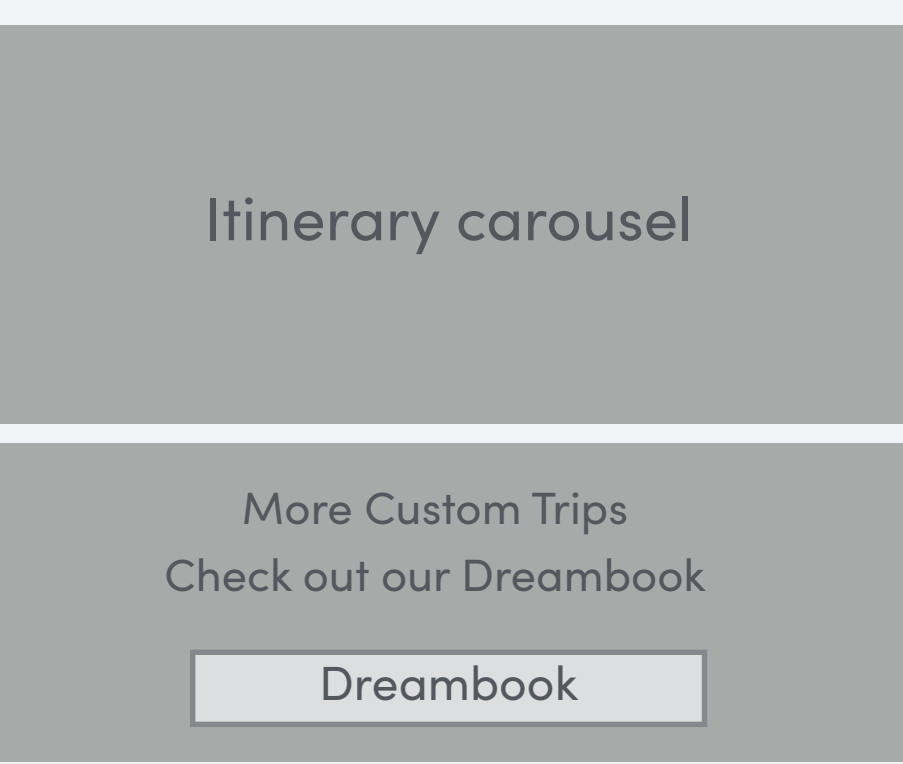 Itinerary carousel
More Custom Trips
Check out our Dreambook
Dreambook